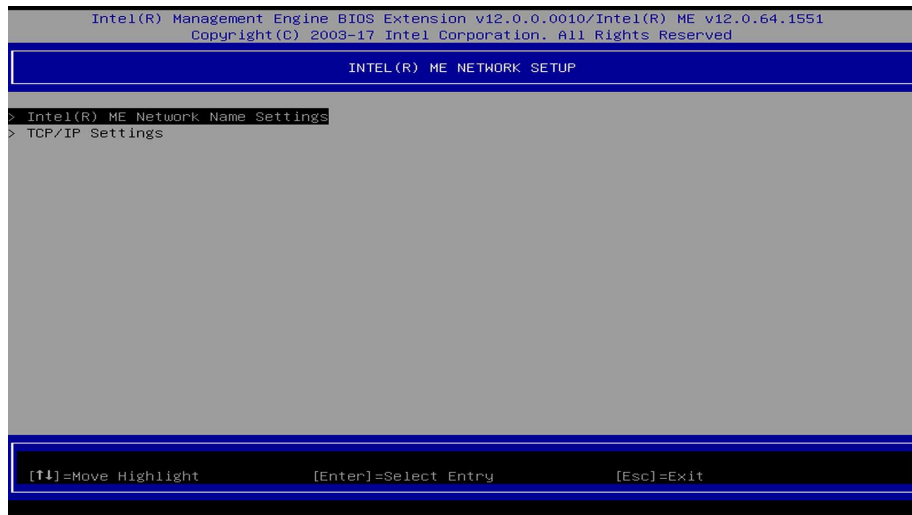 Intel(R) Management Engine BIOS Extension v12.0.0.0010/Intel(R) ME v12.0.64.1551
Copyright(C) 2003-17 Intel Corporation. All Rights Reserved
INTEL(R) ME NETWORK SETUP
> Intel(R) ME Network Name Settings
> TCP/IP Settings
[↑↓]=Move Highlight [Enter]=Select Entry [Esc]=Exit